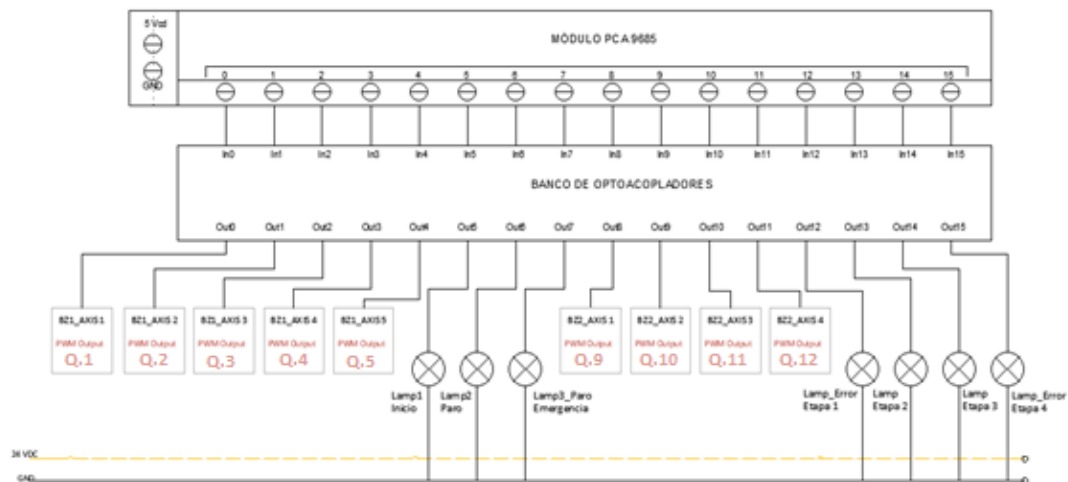 5 Vcd
GND
MÓDULO PCA 9685
0 1 2 3 4 5 6 7 8 9 10 11 12 13 14 15
In0 In1 In2 In3 In4 In5 In6 In7 In8 In9 In10 In11 In12 In13 In14 In15
BANCO DE OPTOACOPLADORES
Out0 Out1 Out2 Out3 Out4 Out5 Out6 Out7 Out8 Out9 Out10 Out11 Out12 Out13 Out14 Out15
BZ1_AXIS 1
PWM Output
Q,1
BZ1_AXIS 2
PWM Output
Q,2
BZ1_AXIS 3
PWM Output
Q,3
BZ1_AXIS 4
PWM Output
Q,4
BZ1_AXIS 5
PWM Output
Q,5
BZ2_AXIS 1
PWM Output
Q,9
BZ2_AXIS 2
PWM Output
Q,10
BZ2_AXIS 3
PWM Output
Q,11
BZ2_AXIS 4
PWM Output
Q,12
Lamp1
Inicio
Lamp2
Paro
Lamp3_Paro
Emergencia
Lamp_Error
Etapa 1
Lamp
Etapa 2
Lamp
Etapa 3
Lamp_Error
Etapa 4
24 VDC
GND